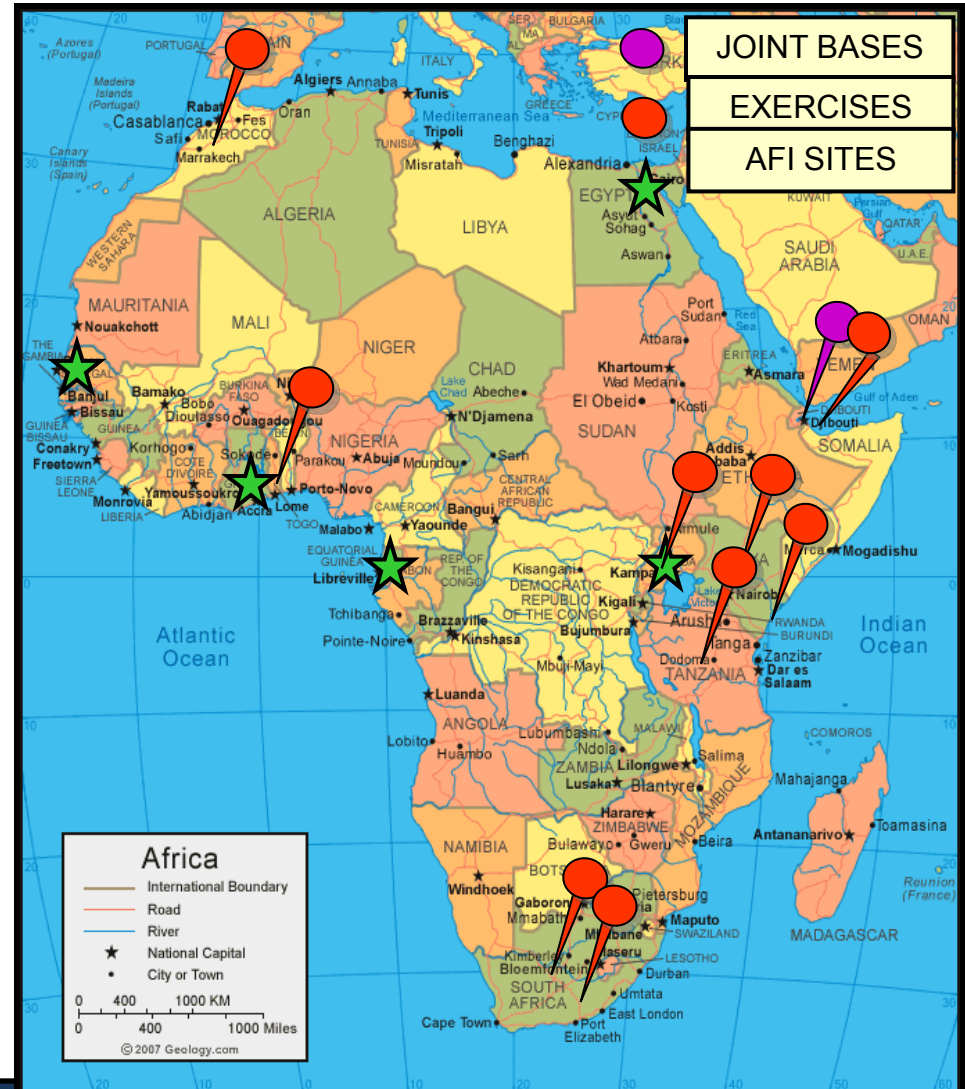 Azores
(Portugal)
PORTUGAL
ITALY
BULGARIA
JOINT BASES
EXERCISES
AFI SITES
GREECE
ISRAEL
Madeira
Islands
(Portugal)
Algiers
Annaba
Tunis
Rabat
Casablanca
Fes
Oran
Safi
MOROCCO
Marrakech
Mediterranean Sea
TUNISIA
Tripoli
Misratah
Benghazi
Alexandria
Cairo
Canary
Islands
(Spain)
EGYPT
Asyut
Sohag
Aswan
KUWAIT
Persian
Gulf
QATAR
U.A.E.
SAUDI
ARABIA
OMAN
WESTERN
SAHARA
ALGERIA
LIBYA
MAURITANIA
Nouakchott
MALI
NIGER
CHAD
Abeche
Lake
Chad
N'Djamena
Port
Sudan
Red
Sea
Atbara
Khartoum
Wad Medani
El Obeid
Kosti
SUDAN
ERITREA
Asmara
Gulf of Aden
DJIBOUTI
Djibouti
SOMALIA
THE
GAMBIA
Banjul
Bissau
GUINEA
BISSAU
GUINEA
Bamako
Bobo
Dioulasso
BURKINA
FASO
Ouagadougou
Conakry
Freetown
SIERRA
LEONE
Korhogo
COTE
D'IVOIRE
Yamoussoukro
Monrovia
LIBERIA
Abidjan
Accra
Lome
TOGO
Porto-Novo
Parakou
NIGERIA
Abuja
Moundou
Sarh
CENTRAL
AFRICAN
REPUBLIC
Bangui
CAMEROON
Yaounde
Malabo
EQUATORIAL
GUINEA
Libreville
REP. OF
THE
CONGO
Tchibanga
Pointe-Noire
Brazzaville
Kinshasa
Kisangani
DEMOCRATIC
REPUBLIC
OF THE CONGO
Mbuji-Mayi
Addis
Mogadishu
Kigali
Bujumbura
RWANDA
BURUNDI
Arusha
Tanga
Zanzibar
Dodoma
Dar es
Salaam
TANZANIA
Atlantic
Ocean
Indian
Ocean
Luanda
ANGOLA
Lobito
Huambo
Lubumbashi
Ndola
ZAMBIA
Lusaka
MALAWI
Lilongwe
Salima
Blantyre
MOZAMBIQUE
COMOROS
Mahajanga
Antananarivo
Toamasina
Reunion
(France)
MADAGASCAR
Harare
ZIMBABWE
Bulawayo
Gweru
Beira
NAMIBIA
Windhoek
Pietersburg
Maputo
SWAZILAND
Kimberley
Bloemfontein
Maseru
LESOTHO
Durban
SOUTH
AFRICA
Umtata
East London
Port
Elizabeth
Cape Town
Africa
International Boundary
Road
River
National Capital
City or Town
0 400 1000 KM
0 400 1000 Miles
© 2007 Geology.com